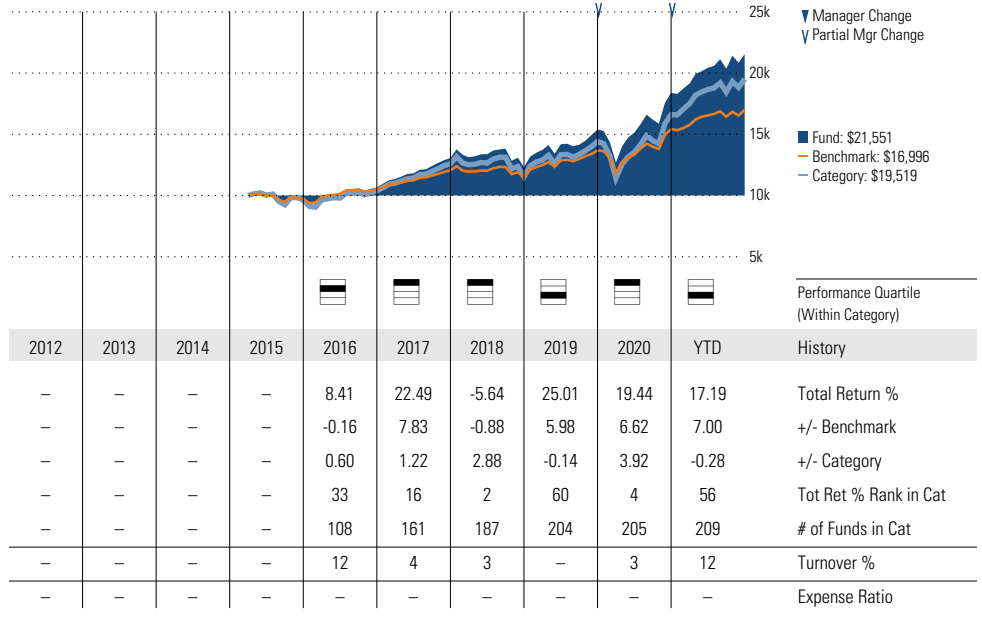 25k
20k
15k
10k
5k
Manager Change
Partial Mgr Change
Fund: $21,551
Benchmark: $16,996
Category: $19,519
Performance Quartile
(Within Category)
2012 2013 2014 2015 2016 2017 2018 2019 2020 YTD History
– – – – 8.41 22.49 -5.64 25.01 19.44 17.19 Total Return %
– – – – -0.16 7.83 -0.88 5.98 6.62 7.00 +/- Benchmark
– – – – 0.60 1.22 2.88 -0.14 3.92 -0.28 +/- Category
– – – – 33 16 2 60 4 56 Tot Ret % Rank in Cat
– – – – 108 161 187 204 205 209 # of Funds in Cat
– – – – 12 4 3 – 3 12 Turnover %
– – – – – – – – – – Expense Ratio